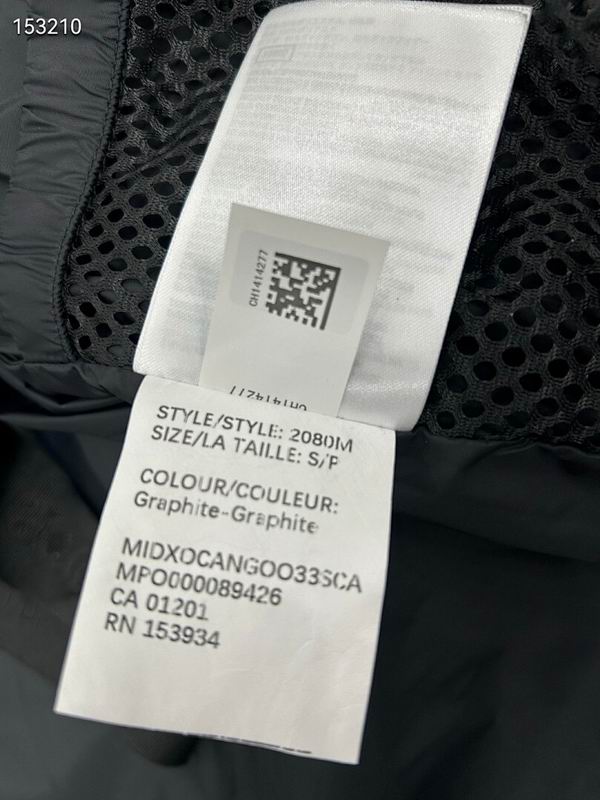 153210
CH1414277
CH1414277
STYLE/STYLE: 2080M
SIZE/LA TAILLE: S/P
COLOUR/COULEUR:
Graphite-Graphite
MIDXOCANGOO33SCA
MPO000089426
CA 01201
RN 153934